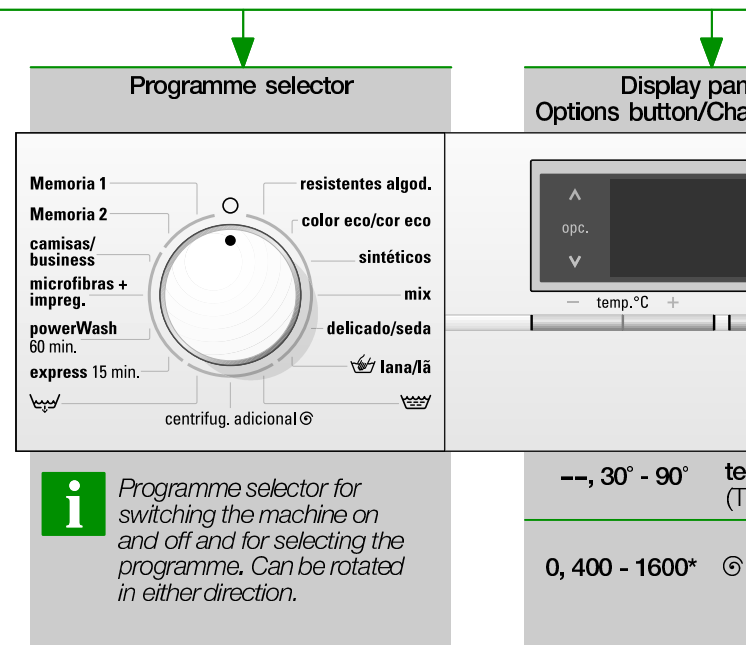 Programme selector
Memoria 1
Memoria 2
camisas/
business
microfibras +
impreg.
powerWash
60 min.
express 15 min.
resistentes algod.
color eco/cor eco
sintéticos
mix
delicado/seda
lana/lã
centrifug. adicional
Programme selector for
switching the machine on
and off and for selecting the
programme. Can be rotated
in either direction.
Display pan
Options button/Cha
opc.
– temp.°C +
--, 30° - 90° te
(T
0, 400 - 1600*